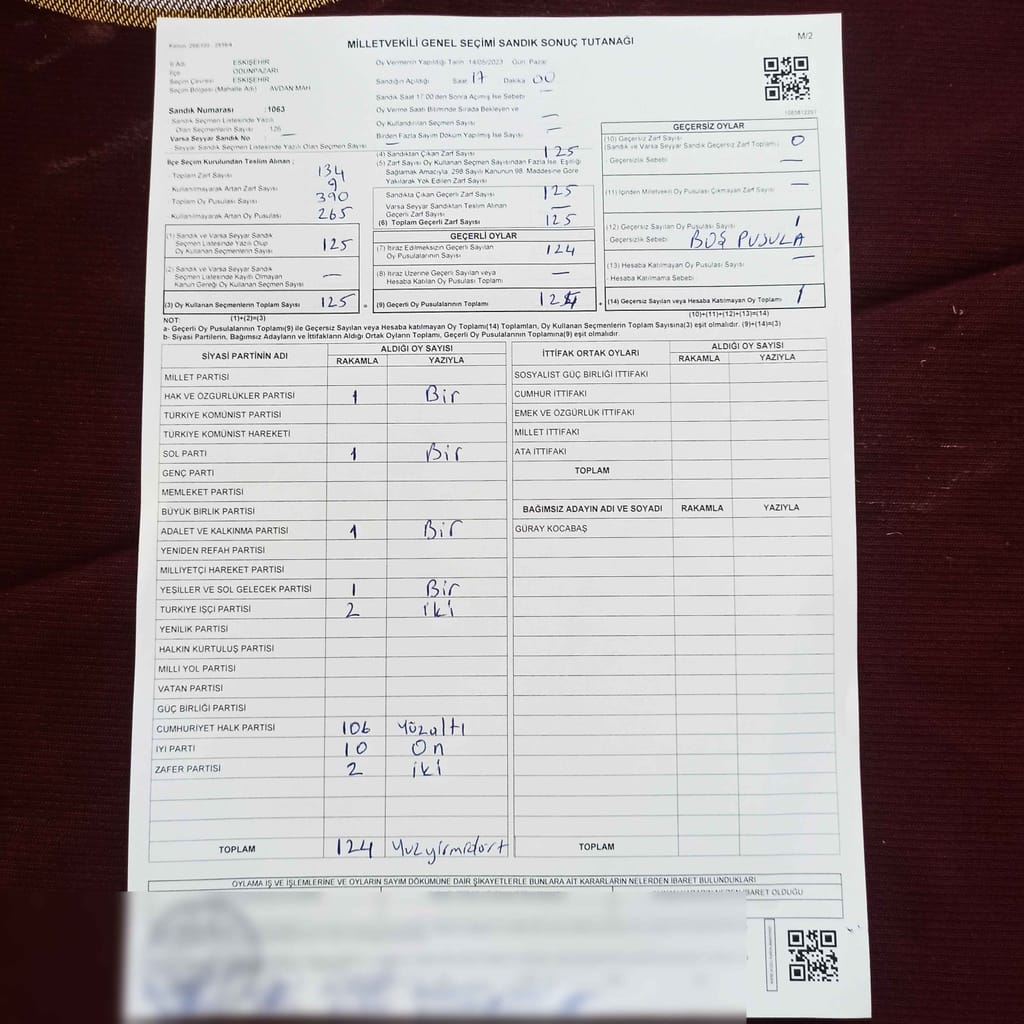 M/2
MİLLETVEKİLİ GENEL SEÇİMİ SANDIK SONUÇ TUTANAĞI
İl Adı: ESKİŞEHİR
İlçe: ODUNPAZARI
Seçim Çevresi: ESKİŞEHİR
Seçim Bölgesi (Mahalle Adı): AVDAN MAH
Sandık Numarası : 1063
Sandık Seçmen Listesinde Yazılı
Olan Seçmenlerin Sayısı : 126
Varsa Seyyar Sandık No —
Seyyar Sandık Seçmen Listesinde Yazılı Olan Seçmen Sayısı: —
Oy Vermenin Yapıldığı Tarih 14/05/2023 Gün: Pazar
Sandığın Açıldığı Saat 17 Dakika 00
Sandık Saat 17:00'den Sonra Açılmış İse Sebebi —
Oy Verme Saati Bitiminde Sırada Bekleyen ve
Oy Kullandırılan Seçmen Sayısı —
Birden Fazla Sayım Döküm Yapılmış İse Sayısı —
İlçe Seçim Kurulundan Teslim Alınan ;
- Toplam Zarf Sayısı 134
- Kullanılmayarak Artan Zarf Sayısı 9
- Toplam Oy Pusulası Sayısı 390
- Kullanılmayarak Artan Oy Pusulası 265
(1) Sandık ve Varsa Seyyar Sandık
Seçmen Listesinde Yazılı Olup
Oy Kullanan Seçmenlerin Sayısı 125
(2) Sandık ve Varsa Seyyar Sandık
Seçmen Listesinde Kayıtlı Olmayan
Kanun Gereği Oy Kullanan Seçmen Sayısı —
(3) Oy Kullanan Seçmenlerin Toplam Sayısı 125 =
(1)+(2)=(3)
(4) Sandıktan Çıkan Zarf Sayısı 125
(5) Zarf Sayısı Oy Kullanan Seçmen Sayısından Fazla İse, Eşitliği
Sağlamak Amacıyla, 298 Sayılı Kanunun 98. Maddesine Göre
Yakılarak Yok Edilen Zarf Sayısı
Sandıkta Çıkan Geçerli Zarf Sayısı 125
Varsa Seyyar Sandıktan Teslim Alınan
Geçerli Zarf Sayısı —
(6) Toplam Geçerli Zarf Sayısı 125
GEÇERLİ OYLAR
(7) İtiraz Edilmeksizin Geçerli Sayılan
Oy Pusulalarının Sayısı 124
(8) İtiraz Üzerine Geçerli Sayılan veya
Hesaba Katılan Oy Pusulası Sayısı —
(9) Geçerli Oy Pusulalarının Toplamı 124 +
GEÇERSİZ OYLAR
(10) Geçersiz Zarf Sayısı
(Sandık ve Varsa Seyyar Sandık Geçersiz Zarf Toplamı) 0
- Geçersizlik Sebebi —
(11) İçinden Milletvekili Oy Pusulası Çıkmayan Zarf Sayısı —
(12) Geçersiz Sayılan Oy Pusulası Sayısı 1
- Geçersizlik Sebebi BOŞ PUSULA
(13) Hesaba Katılmayan Oy Pusulası Sayısı —
- Hesaba Katılmama Sebebi
(14) Geçersiz Sayılan veya Hesaba Katılmayan Oy Toplamı 1
(10)+(11)+(12)+(13)=(14)
NOT:
a- Geçerli Oy Pusulalarının Toplamı(9) ile Geçersiz Sayılan veya Hesaba katılmayan Oy Toplamı(14) Toplamları, Oy Kullanan Seçmenlerin Toplam Sayısına(3) eşit olmalıdır. (9)+(14)=(3)
b- Siyasi Partilerin, Bağımsız Adayların ve İttifakların Aldığı Ortak Oyların Toplamı, Geçerli Oy Pusulalarının Toplamına(9) eşit olmalıdır.
SİYASİ PARTİNİN ADI ALDIĞI OY SAYISI
RAKAMLA YAZIYLA
MİLLET PARTİSİ
HAK VE ÖZGÜRLÜKLER PARTİSİ 1 Bir
TÜRKİYE KOMÜNİST PARTİSİ
TÜRKİYE KOMÜNİST HAREKETİ
SOL PARTİ 1 Bir
GENÇ PARTİ
MEMLEKET PARTİSİ
BÜYÜK BİRLİK PARTİSİ
ADALET VE KALKINMA PARTİSİ 1 Bir
YENİDEN REFAH PARTİSİ
MİLLİYETÇİ HAREKET PARTİSİ
YEŞİLLER VE SOL GELECEK PARTİSİ 1 Bir
TÜRKİYE İŞÇİ PARTİSİ 2 iki
YENİLİK PARTİSİ
HALKIN KURTULUŞ PARTİSİ
MİLLİ YOL PARTİSİ
VATAN PARTİSİ
GÜÇ BİRLİĞİ PARTİSİ
CUMHURİYET HALK PARTİSİ 106 Yüzaltı
İYİ PARTİ 10 On
ZAFER PARTİSİ 2 iki
TOPLAM 124 Yuzyirmidört
İTTİFAK ORTAK OYLARI ALDIĞI OY SAYISI
RAKAMLA YAZIYLA
SOSYALİST GÜÇ BİRLİĞİ İTTİFAKI
CUMHUR İTTİFAKI
EMEK VE ÖZGÜRLÜK İTTİFAKI
MİLLET İTTİFAKI
ATA İTTİFAKI
TOPLAM
BAĞIMSIZ ADAYIN ADI VE SOYADI RAKAMLA YAZIYLA
GÜRAY KOCABAŞ
TOPLAM
OYLAMA İŞ VE İŞLEMLERİNE VE OYLARIN SAYIM DÖKÜMÜNE DAİR ŞİKAYETLERLE BUNLARA AİT KARARLARIN NELERDEN İBARET BULUNDUKLARI